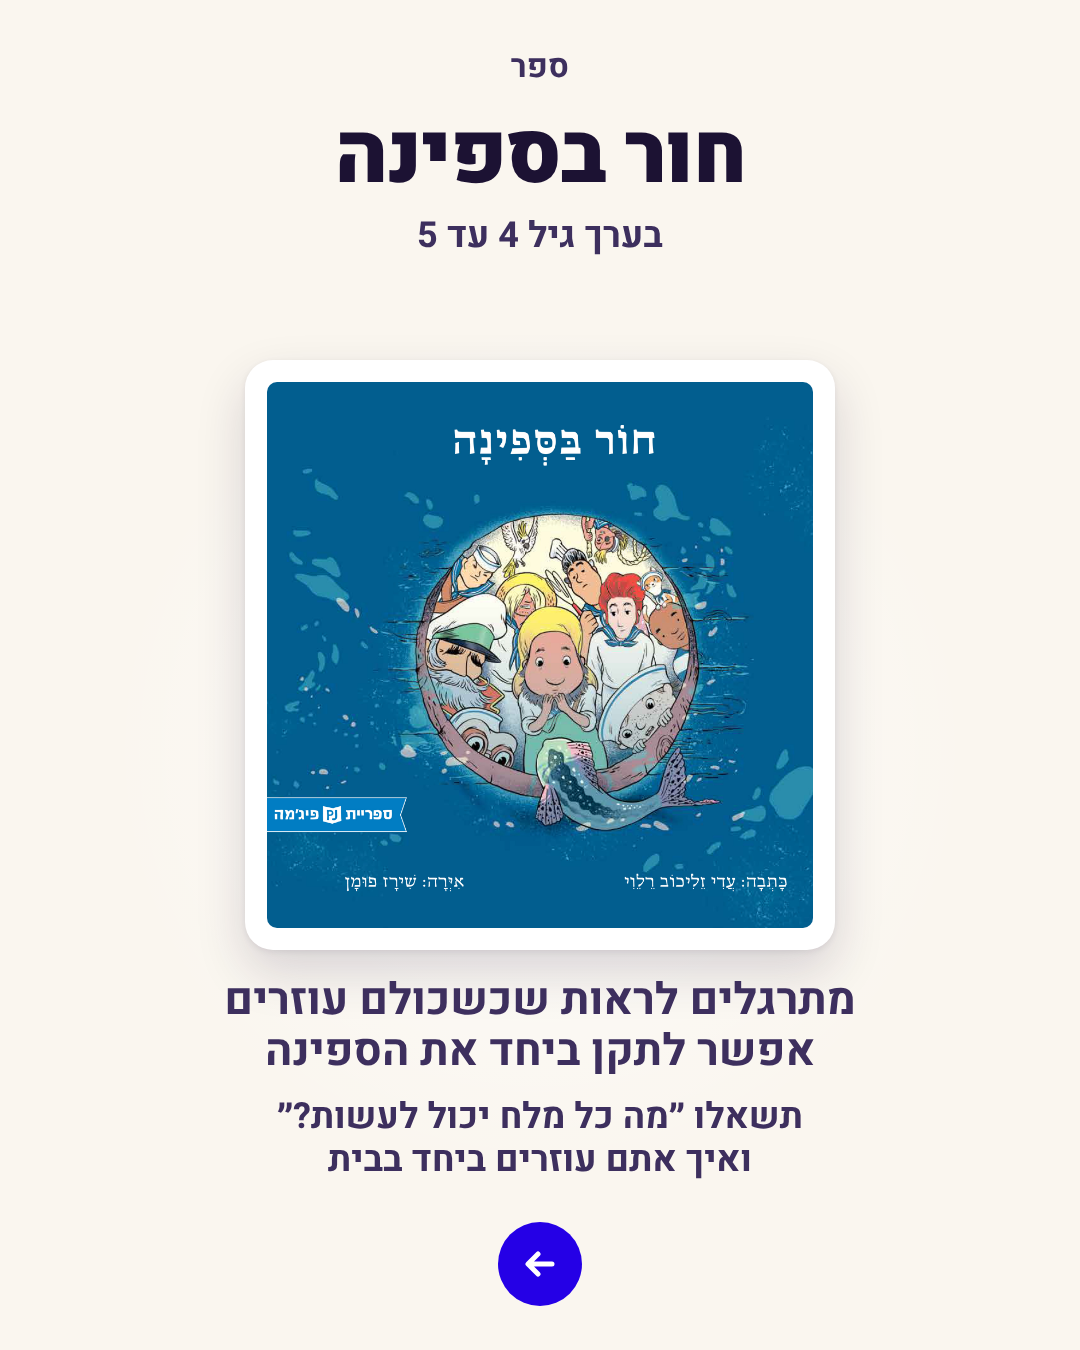 ספר
חור בספינה
בערך גיל 4 עד 5
חוֹר בַּסְּפִינָה
ספריית PJ פיג'מה
כָּתְבָה: עֲדִי זֵלִיכוֹב רֵלֵוִי
אִיְּרָה: שִׁירָז פוּמָן
מתרגלים לראות שכשכולם עוזרים
אפשר לתקן ביחד את הספינה
תשאלו ״מה כל מלח יכול לעשות?״
ואיך אתם עוזרים ביחד בבית